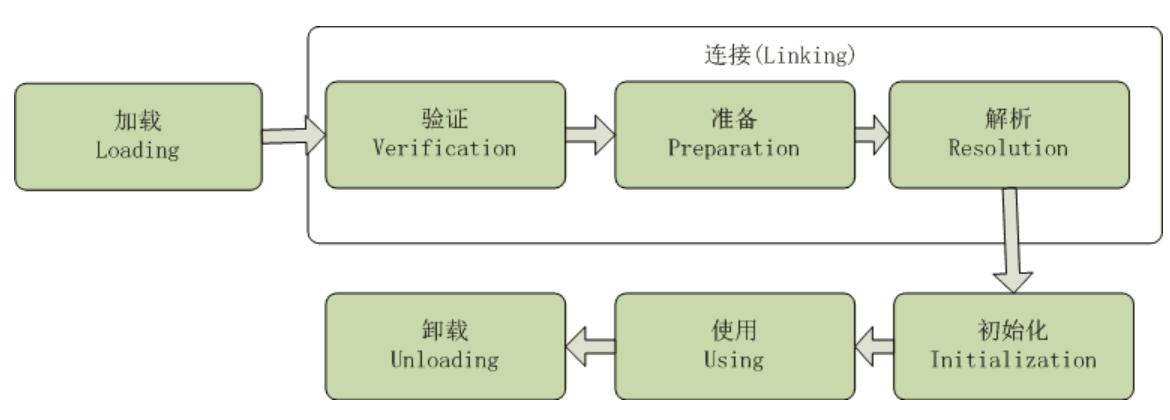 连接(Linking)
加载
Loading
验证
Verification
准备
Preparation
解析
Resolution
初始化
Initialization
使用
Using
卸载
Unloading